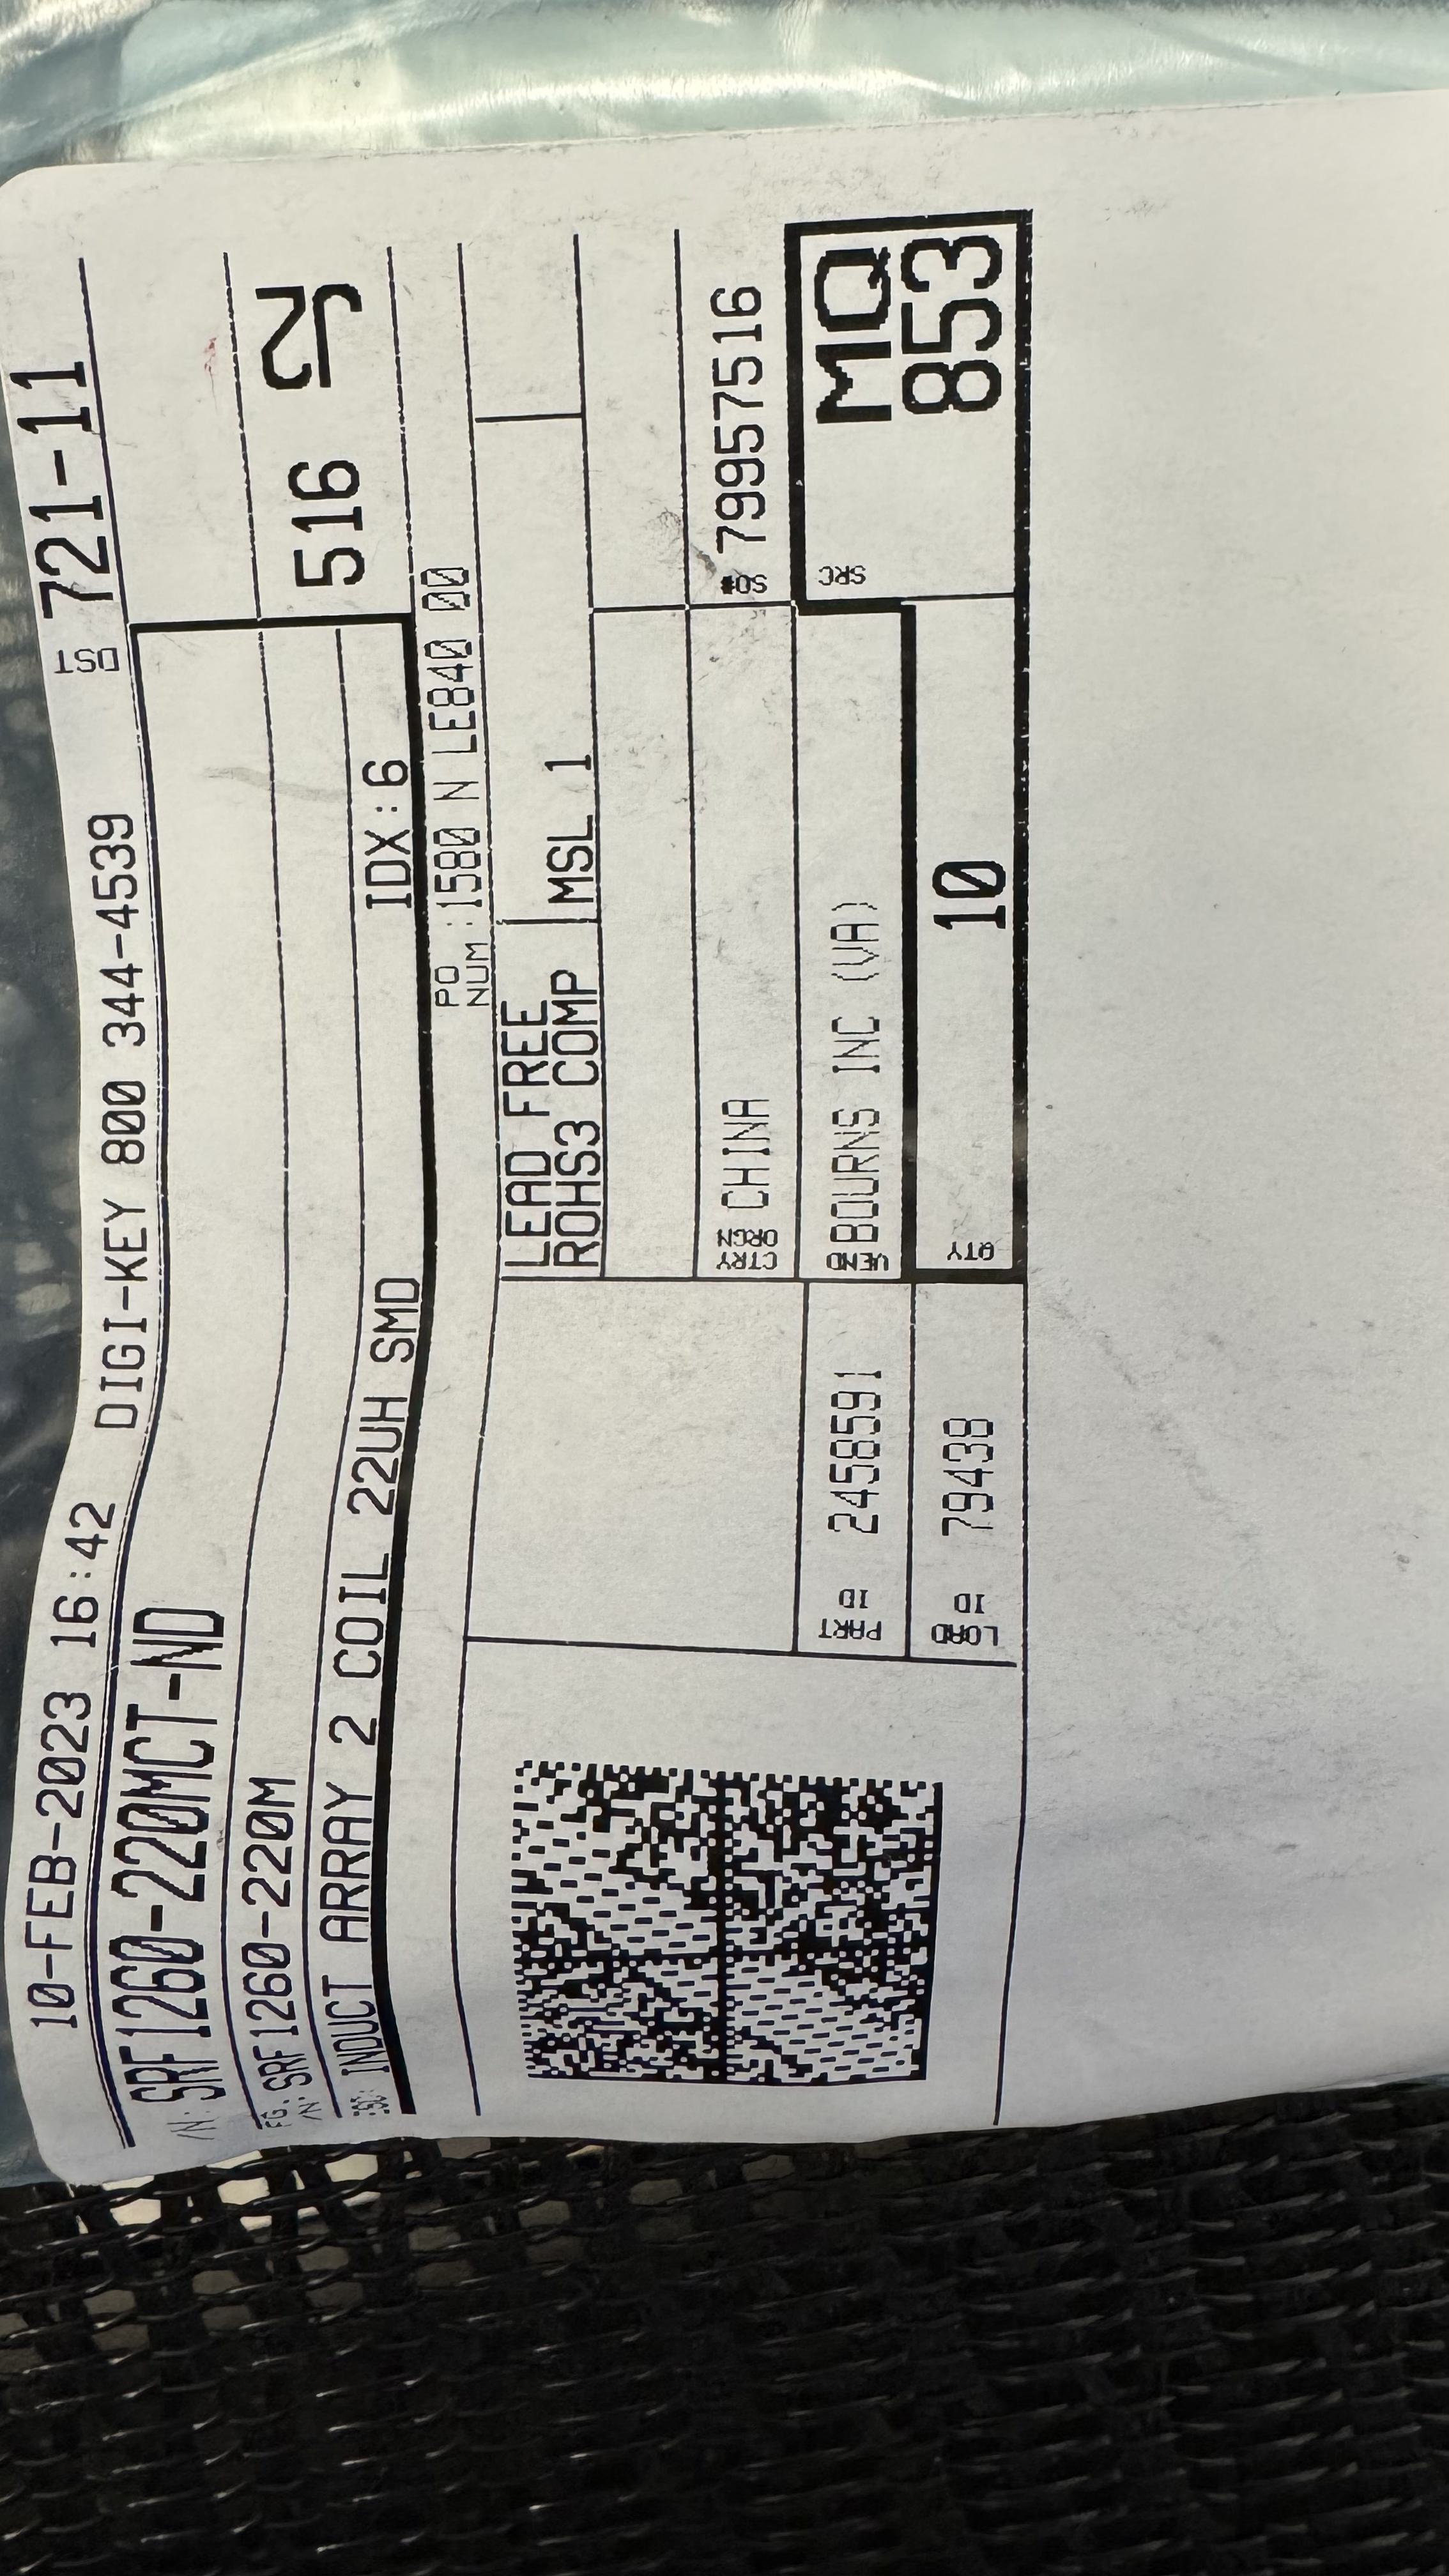 10-FEB-2023 16:42 DIGI-KEY 800 344-4539 DST 721-11
/N: SRF1260-220MCT-ND
FG. /N: SRF1260-220M
INDUCT ARRAY 2 COIL 22UH SMD IDX:6
516
PO NUM :1580 N LE840 00
LEAD FREE
ROHS3 COMP MSL 1
CTRY ORGN CHINA SO# 79957516
PART ID 2458591 VEND BOURNS INC (VA) SRC MQ
853
LOAD ID 79438 QTY 10